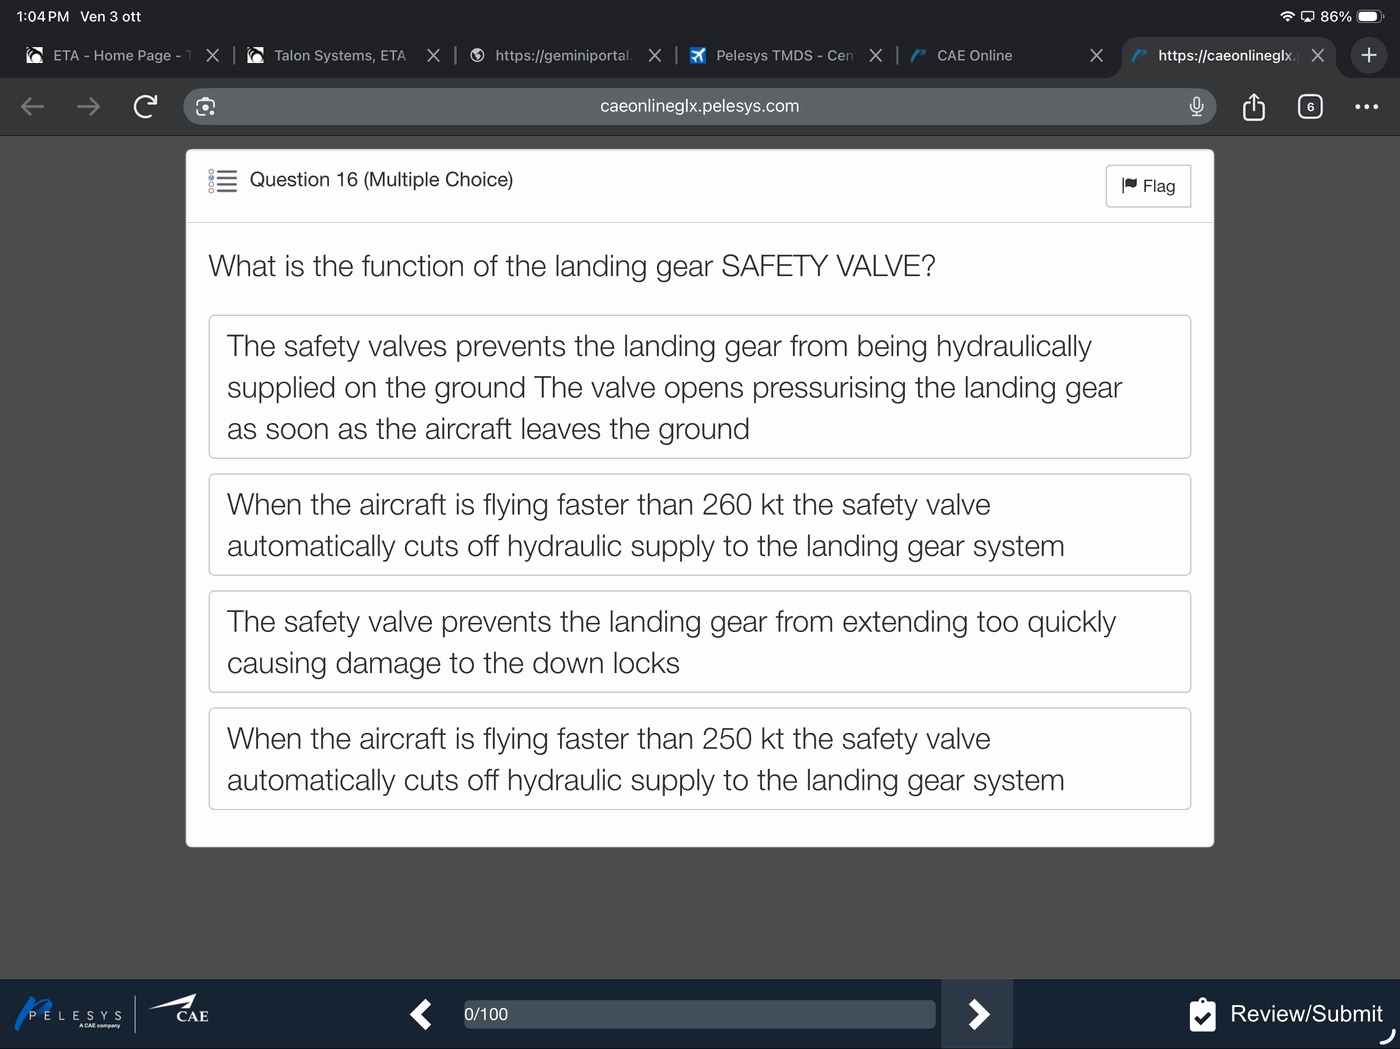 1:04 PM Ven 3 ott
86%
ETA - Home Page - T
Talon Systems, ETA
https://geminiportal.
Pelesys TMDS - Cen
CAE Online
https://caeonlineglx.
caeonlineglx.pelesys.com
6
Question 16 (Multiple Choice)
Flag
What is the function of the landing gear SAFETY VALVE?
The safety valves prevents the landing gear from being hydraulically
supplied on the ground The valve opens pressurising the landing gear
as soon as the aircraft leaves the ground
When the aircraft is flying faster than 260 kt the safety valve
automatically cuts off hydraulic supply to the landing gear system
The safety valve prevents the landing gear from extending too quickly
causing damage to the down locks
When the aircraft is flying faster than 250 kt the safety valve
automatically cuts off hydraulic supply to the landing gear system
PELESYS
A CAE company
CAE
0/100
Review/Submit